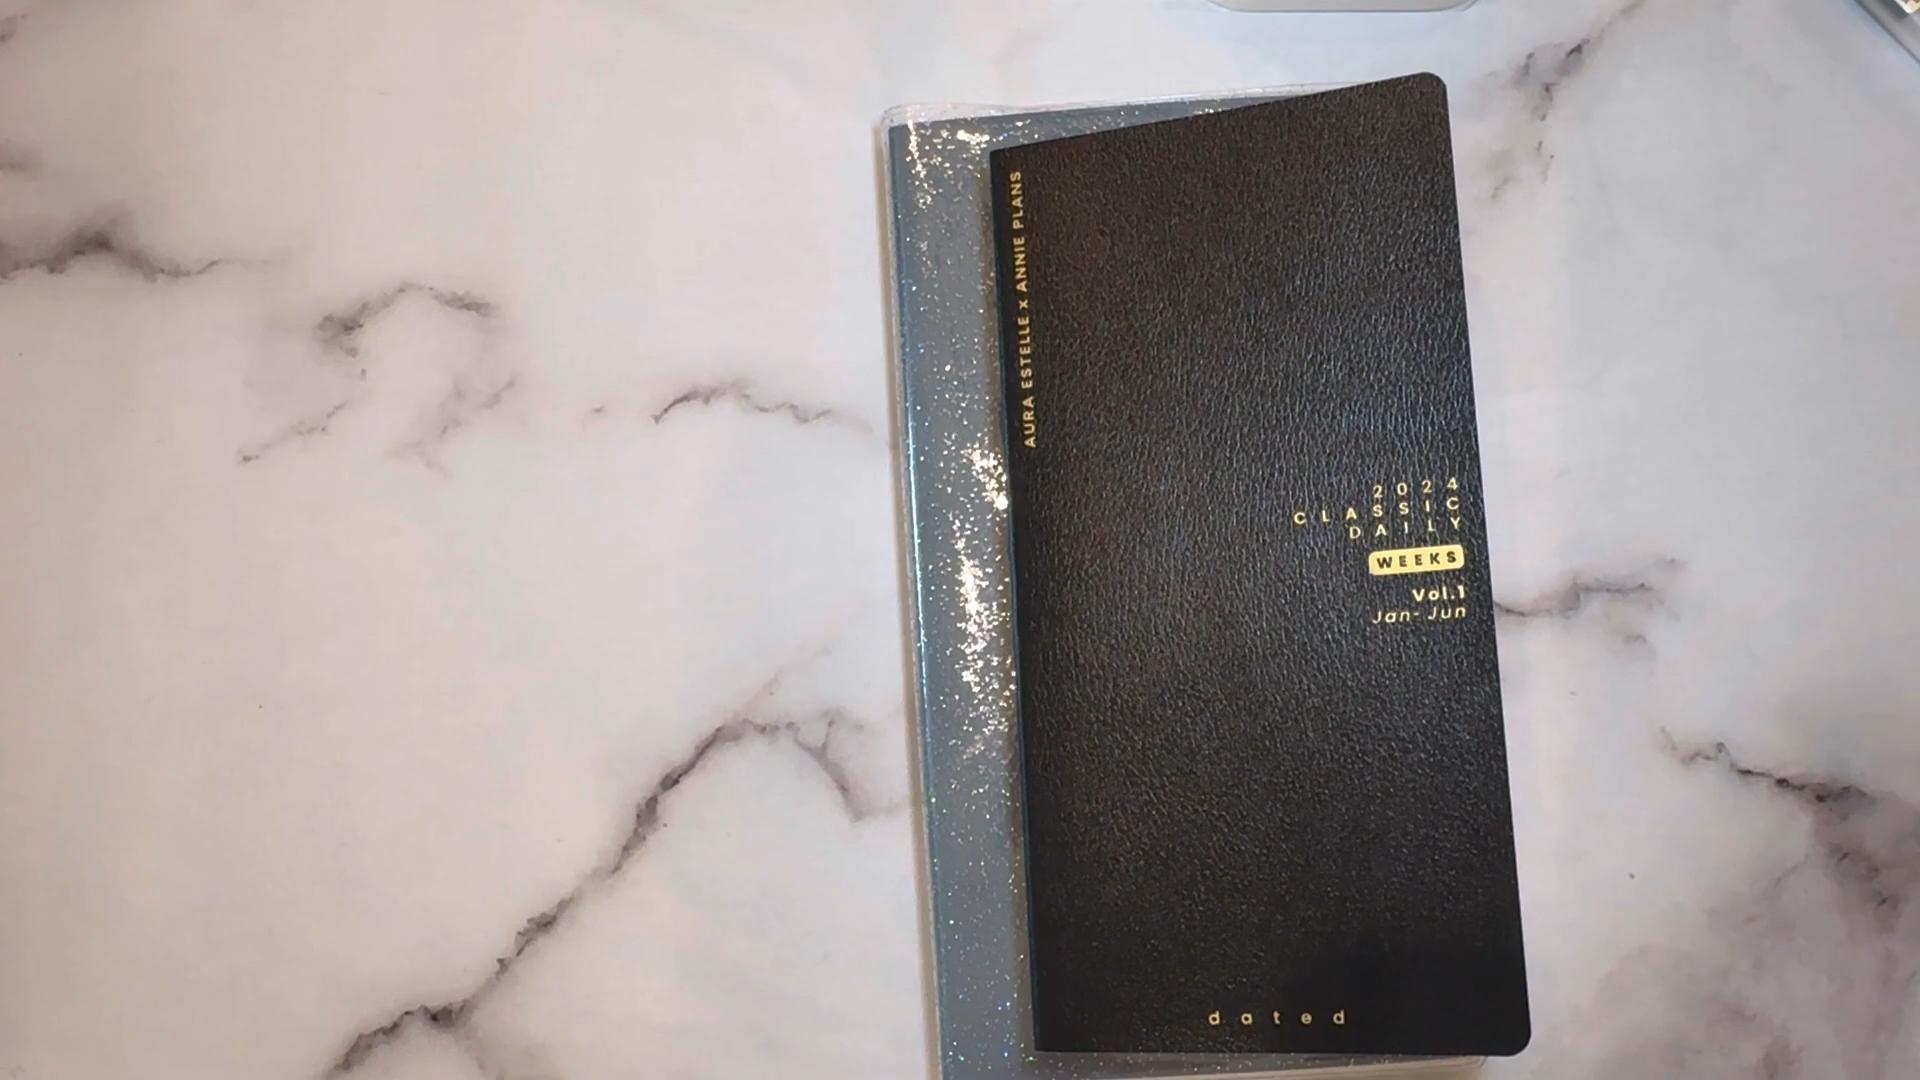 AURA ESTELLE x ANNIE PLANS
2024
CLASSIC
DAILY
WEEKS
Vol.1
Jan- Jun
dated